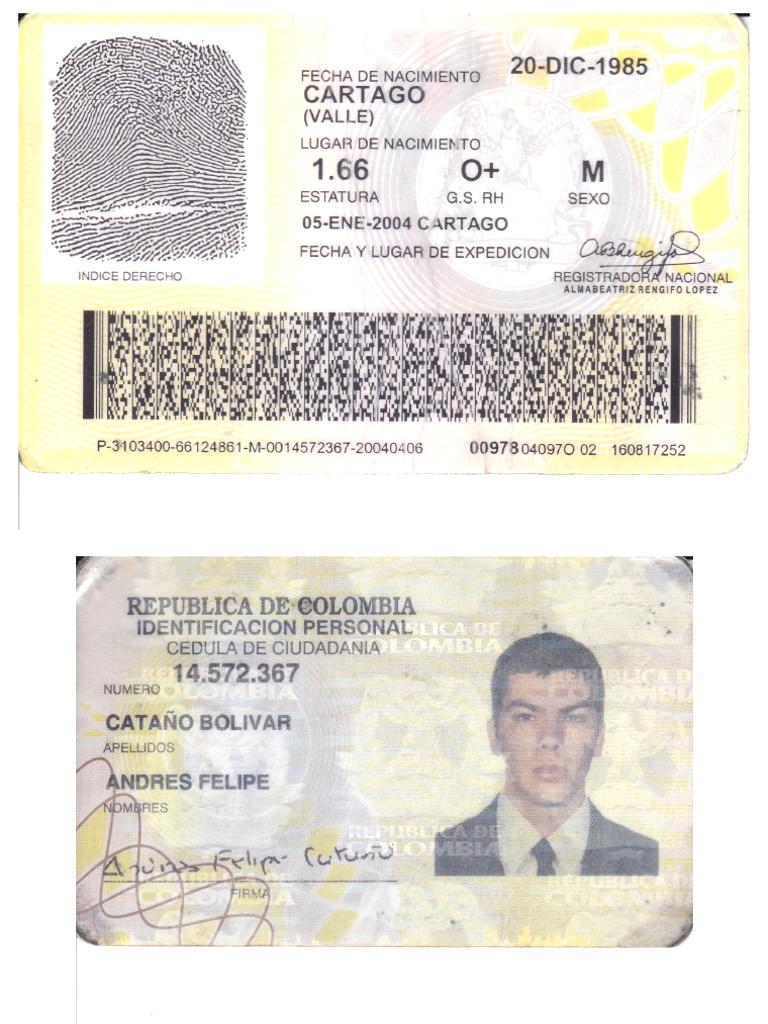 20-DIC-1985
FECHA DE NACIMIENTO
CARTAGO
(VALLE)
LUGAR DE NACIMIENTO
1.66 O+ M
ESTATURA G.S. RH SEXO
05-ENE-2004 CARTAGO
FECHA Y LUGAR DE EXPEDICION
INDICE DERECHO
REGISTRADORA NACIONAL
ALMABEATRIZ RENGIFO LOPEZ
P-3103400-66124861-M-0014572367-20040406 00978 04097O 02 160817252
REPUBLICA DE COLOMBIA
IDENTIFICACION PERSONAL
CEDULA DE CIUDADANIA
14.572.367
NUMERO
CATAÑO BOLIVAR
APELLIDOS
ANDRES FELIPE
NOMBRES
FIRMA